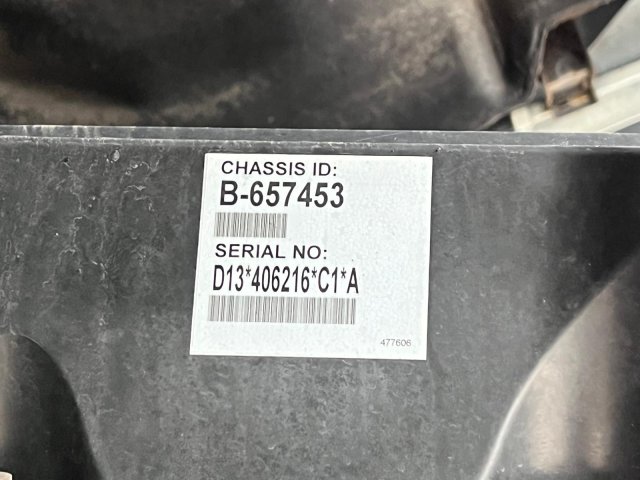 CHASSIS ID:
B-657453
SERIAL NO:
D13*406216*C1*A
477606